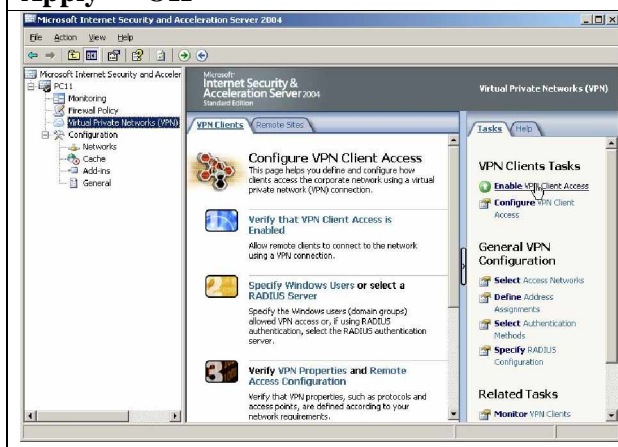 Microsoft Internet Security and Acceleration Server 2004
File Action View Help
Microsoft Internet Security and Acceler
PC11
Monitoring
Firewall Policy
Virtual Private Networks (VPN)
Configuration
Networks
Cache
Add-ins
General
Microsoft
Internet Security &
Acceleration Server 2004
Standard Edition
Virtual Private Networks (VPN)
VPN Clients
Remote Sites
Configure VPN Client Access
This page helps you define and configure how
clients access the corporate network using a virtual
private network (VPN) connection.
Verify that VPN Client Access is
Enabled
Allow remote clients to connect to the network
using a VPN connection.
Specify Windows Users or select a
RADIUS Server
Specify the Windows users (domain groups)
allowed VPN access or, if using RADIUS
authentication, select the RADIUS authentication
server.
3
Verify VPN Properties and Remote
Access Configuration
Verify that VPN properties, such as protocols and
access points, are defined according to your
network requirements.
Tasks
Help
VPN Clients Tasks
Enable VPN Client Access
Configure VPN Client
Access
General VPN
Configuration
Select Access Networks
Define Address
Assignments
Select Authentication
Methods
Specify RADIUS
Configuration
Related Tasks
Monitor VPN Clients